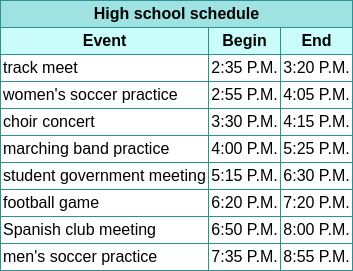 High school schedule
Event Begin End
track meet 2:35 P.M. 3:20 P.M.
women's soccer practice 2:55 P.M. 4:05 P.M.
choir concert 3:30 P.M. 4:15 P.M.
marching band practice 4:00 P.M. 5:25 P.M.
student government meeting 5:15 P.M. 6:30 P.M.
football game 6:20 P.M. 7:20 P.M.
Spanish club meeting 6:50 P.M. 8:00 P.M.
men's soccer practice 7:35 P.M. 8:55 P.M.